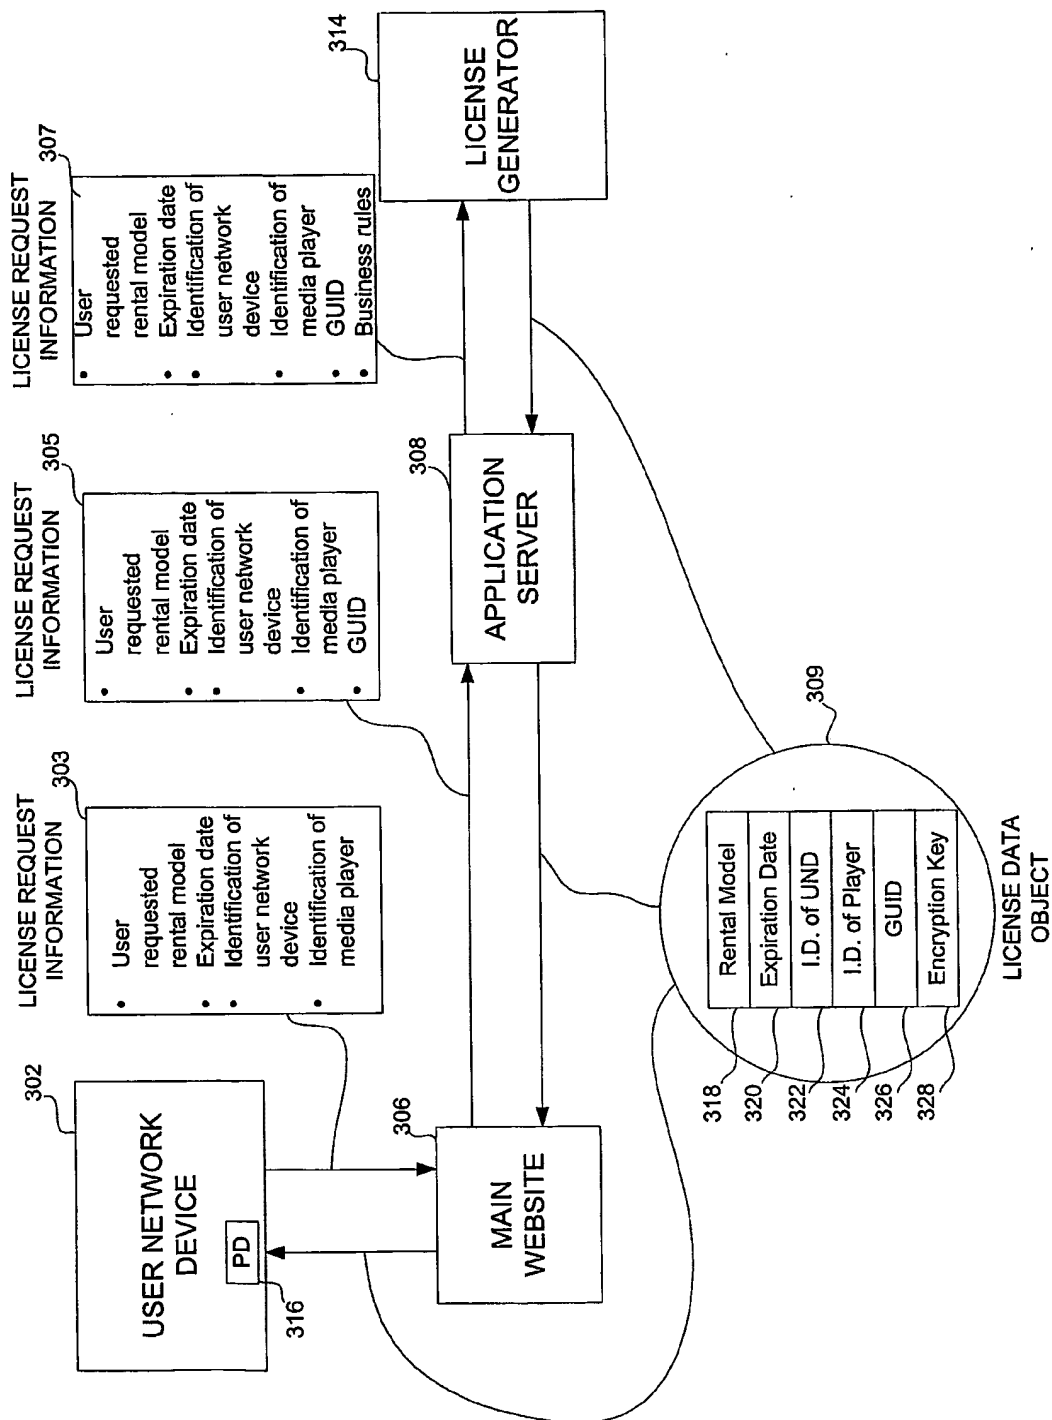 USER NETWORK
DEVICE
302
PD
316
MAIN
WEBSITE
306
LICENSE REQUEST
INFORMATION
303
• User
requested
rental model
• Expiration date
• Identification of
user network
device
• Identification of
media player
LICENSE REQUEST
INFORMATION
305
• User
requested
rental model
• Expiration date
• Identification of
user network
device
• Identification of
media player
• GUID
APPLICATION
SERVER
308
LICENSE REQUEST
INFORMATION
307
• User
requested
rental model
• Expiration date
• Identification of
user network
device
• Identification of
media player
• GUID
• Business rules
LICENSE
GENERATOR
314
309
318 Rental Model
320 Expiration Date
322 I.D. of UND
324 I.D. of Player
326 GUID
328 Encryption Key
LICENSE DATA
OBJECT